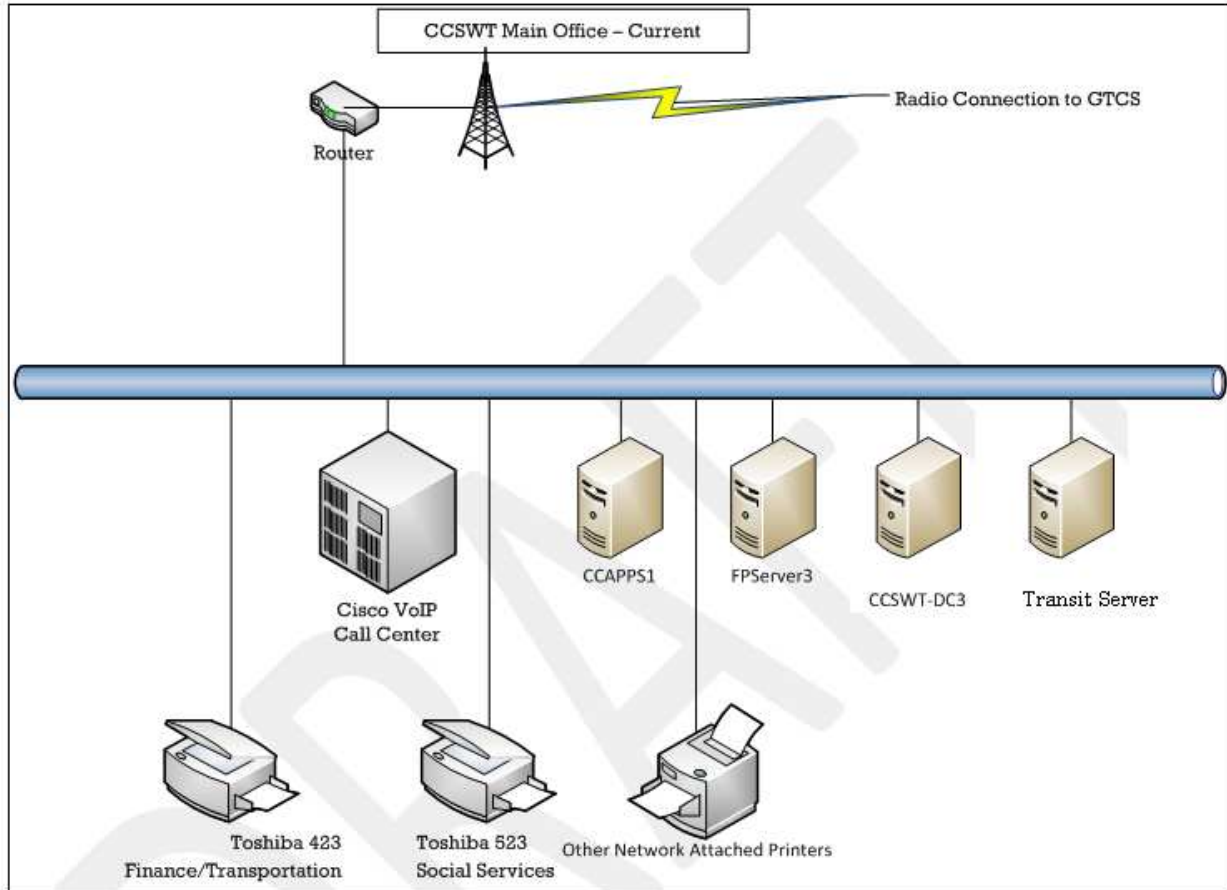 CCSWT Main Office – Current
Radio Connection to GTCS
Router
CCAPPS1
FPServer3
CCSWT-DC3
Transit Server
Cisco VoIP
Call Center
Toshiba 423
Finance/Transportation
Toshiba 523
Social Services
Other Network Attached Printers
DRAFT